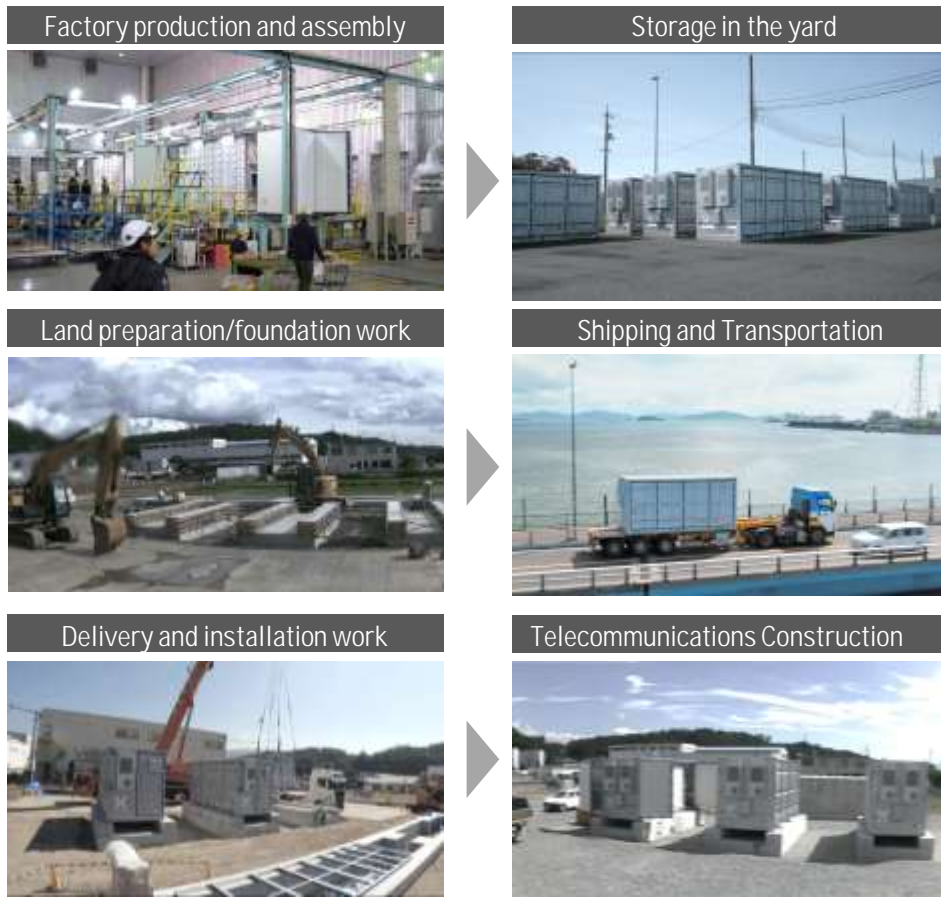 Factory production and assembly
Storage in the yard
Land preparation/foundation work
Shipping and Transportation
Delivery and installation work
Telecommunications Construction